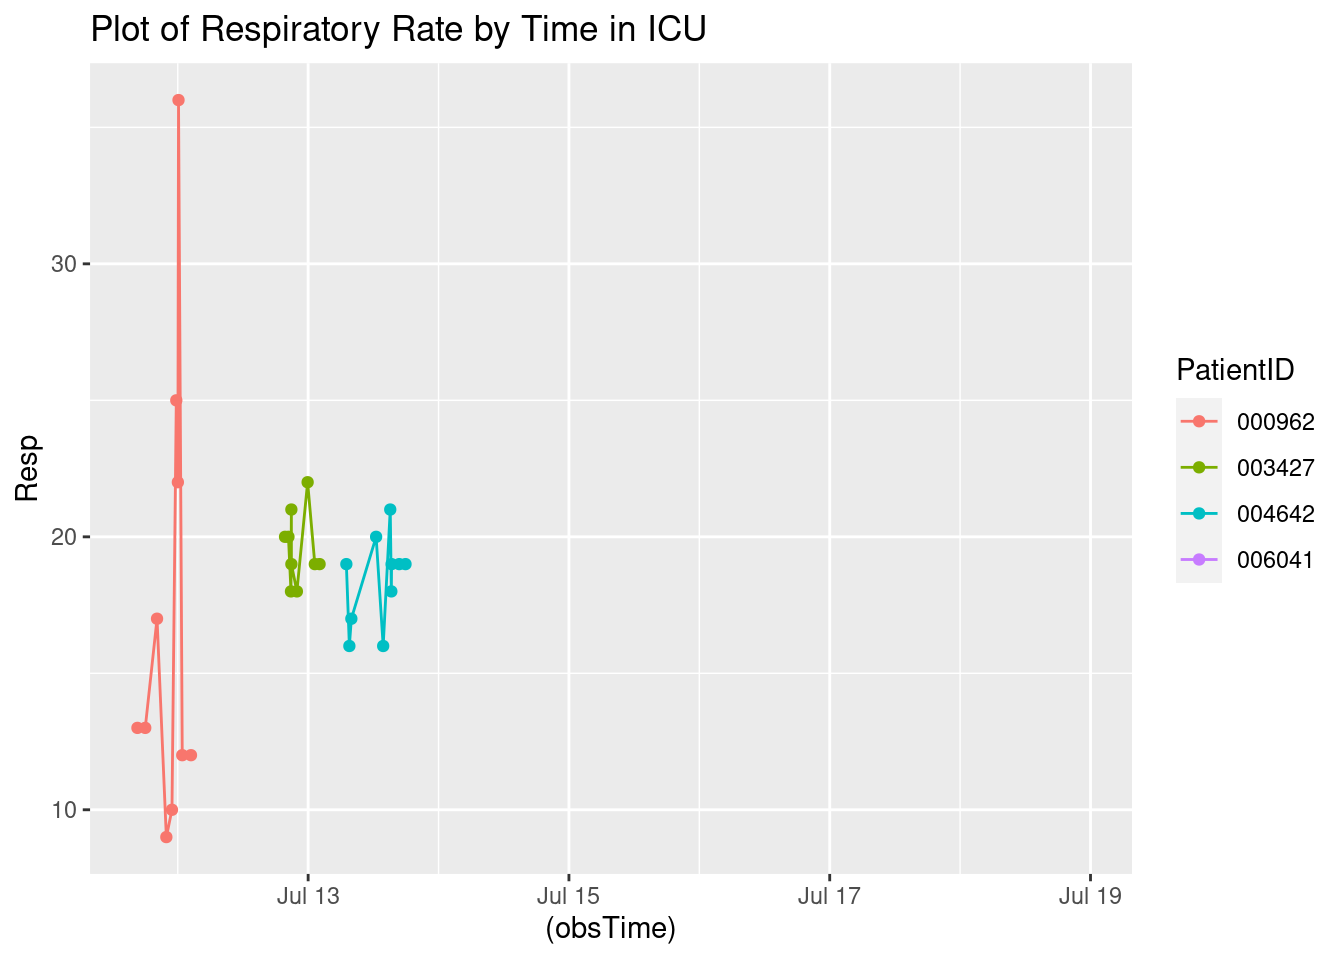 Plot of Respiratory Rate by Time in ICU
Resp
30
20
10
Jul 13
Jul 15
Jul 17
Jul 19
(obsTime)
PatientID
000962
003427
004642
006041